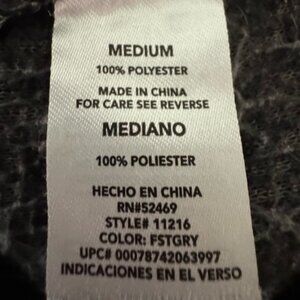 MEDIUM
100% POLYESTER
MADE IN CHINA
FOR CARE SEE REVERSE
MEDIANO
100% POLIESTER
HECHO EN CHINA
RN#52469
STYLE# 11216
COLOR: FSTGRY
UPC# 00078742063997
INDICACIONES EN EL VERSO